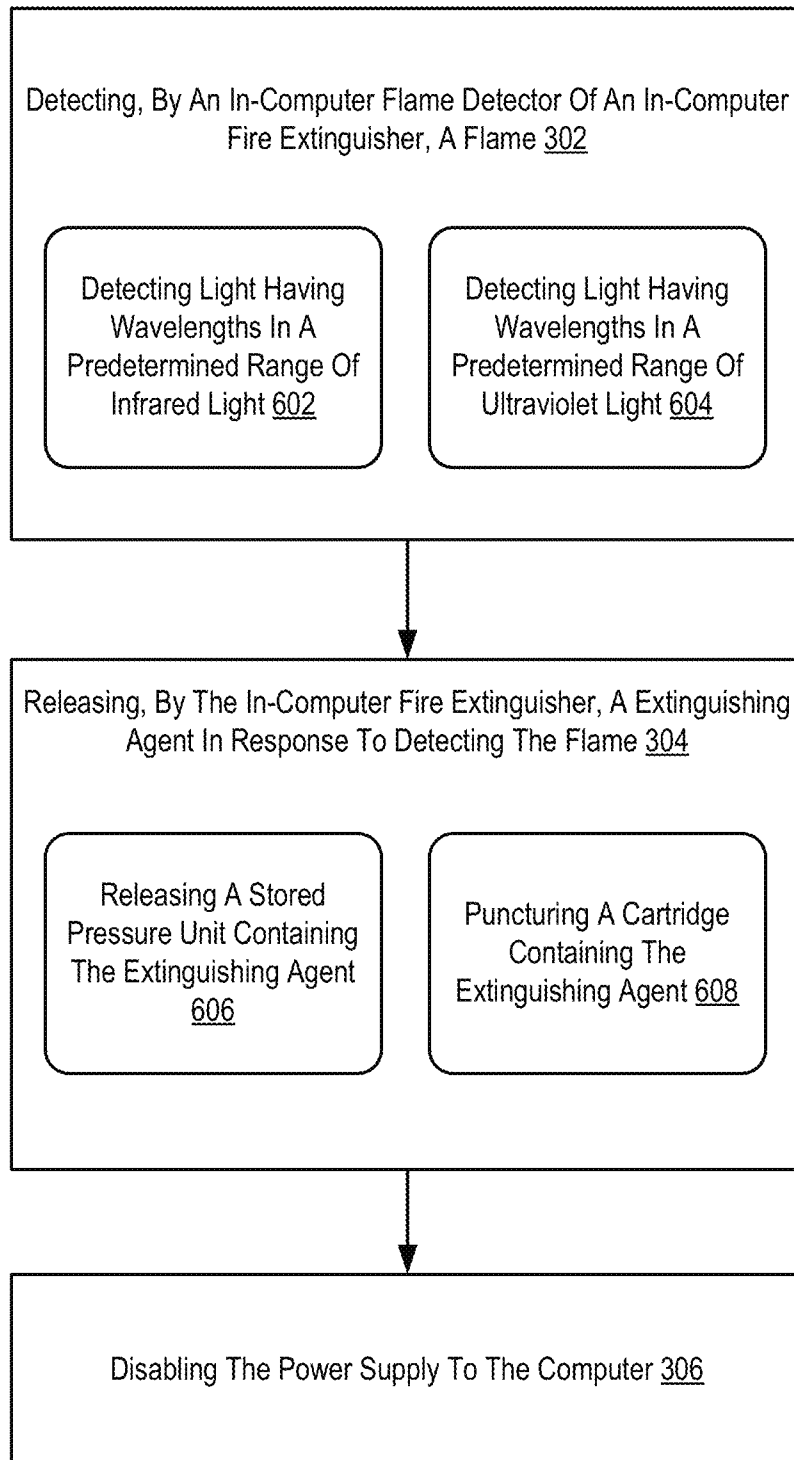 Detecting, By An In-Computer Flame Detector Of An In-Computer
Fire Extinguisher, A Flame 302
Detecting Light Having
Wavelengths In A
Predetermined Range Of
Infrared Light 602
Detecting Light Having
Wavelengths In A
Predetermined Range Of
Ultraviolet Light 604
Releasing, By The In-Computer Fire Extinguisher, A Extinguishing
Agent In Response To Detecting The Flame 304
Releasing A Stored
Pressure Unit Containing
The Extinguishing Agent
606
Puncturing A Cartridge
Containing The
Extinguishing Agent 608
Disabling The Power Supply To The Computer 306